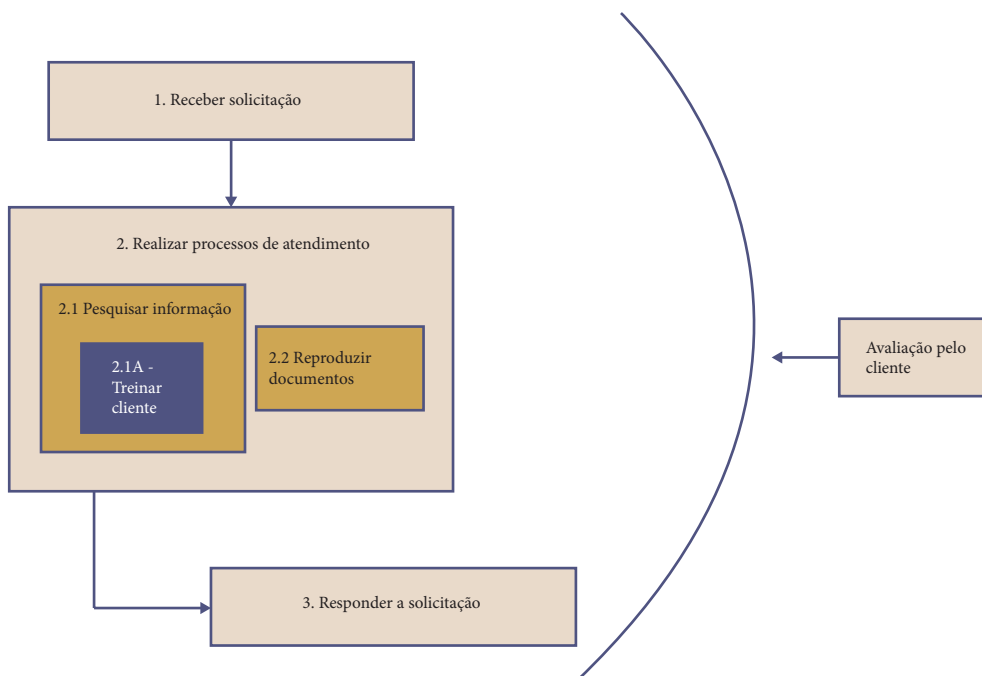 1. Receber solicitação
2. Realizar processos de atendimento
2.1 Pesquisar informação
2.1A -
Treinar
cliente
2.2 Reproduzir
documentos
3. Responder a solicitação
Avaliação pelo
cliente